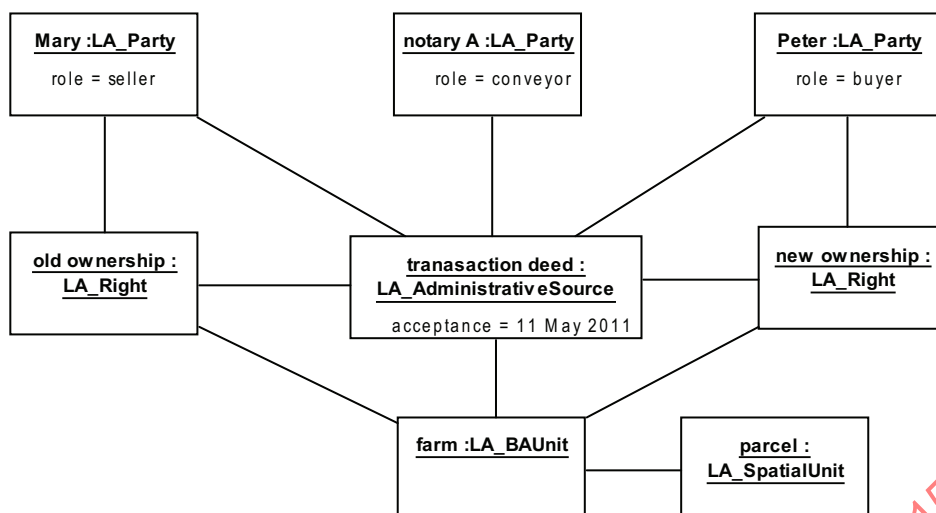 Mary :LA_Party
role = seller
notary A :LA_Party
role = conveyor
Peter :LA_Party
role = buyer
old ownership :
LA_Right
tranasaction deed :
LA_AdministrativeSource
acceptance = 11 May 2011
new ownership :
LA_Right
farm :LA_BAUnit
parcel :
LA_SpatialUnit